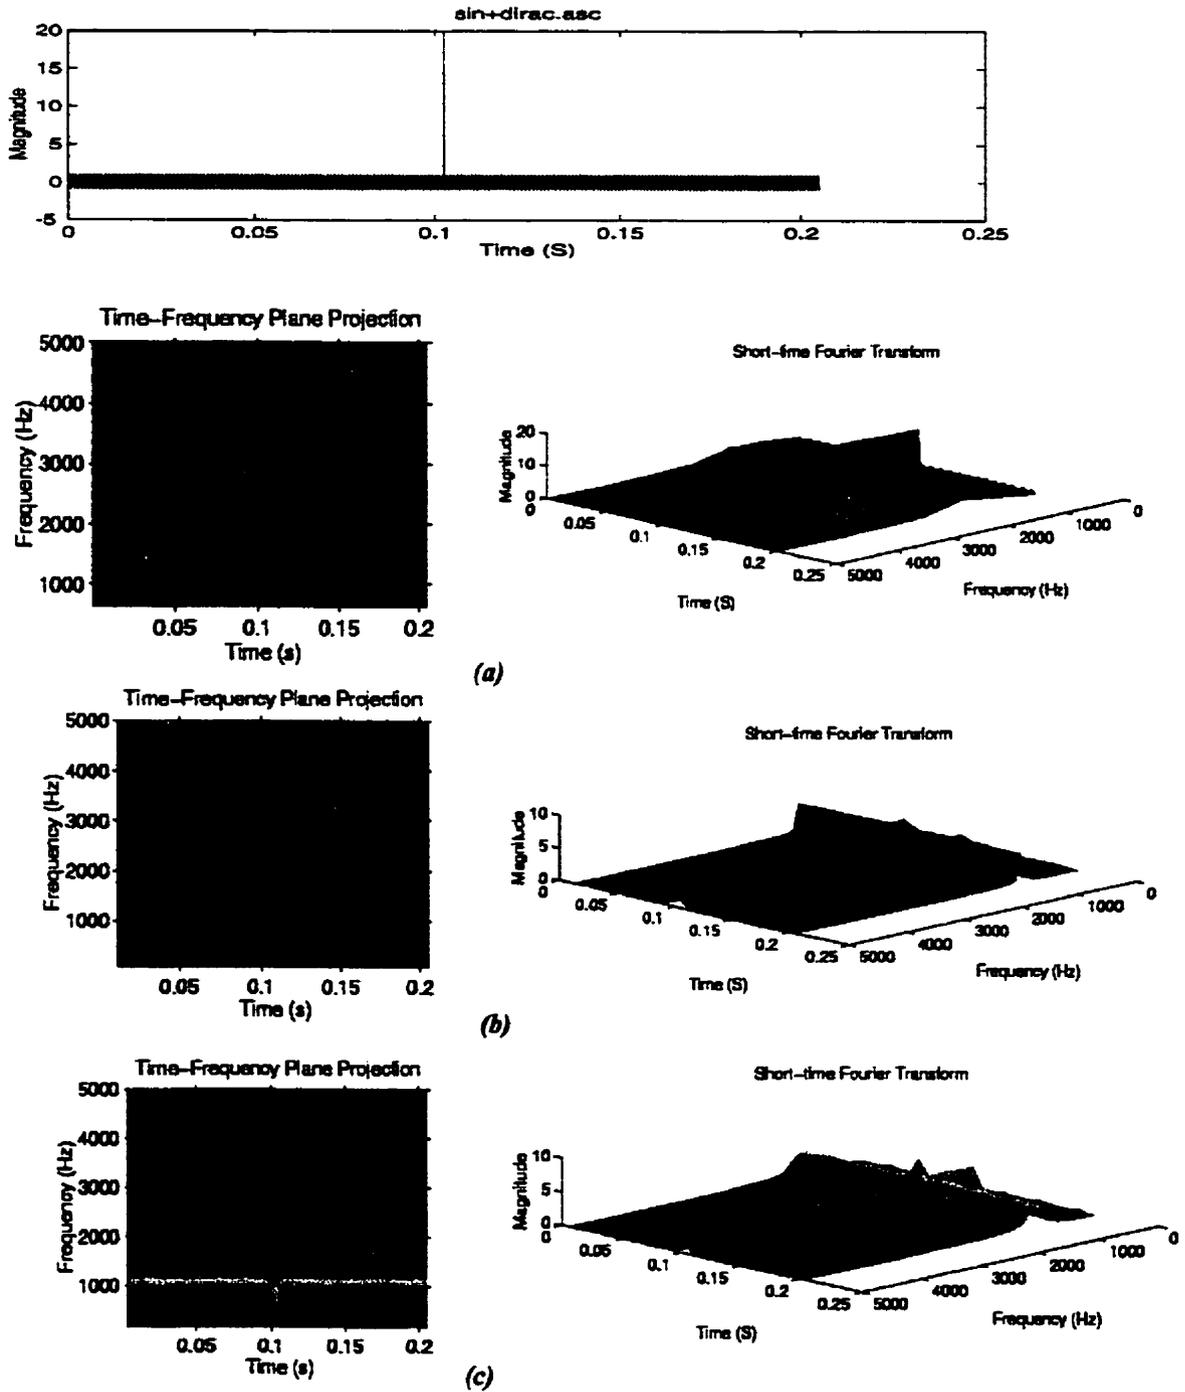 sin+dirac.asc
20
15
10
5
0
-5
Magnitude
0 0.05 0.1 0.15 0.2 0.25
Time (S)
Time-Frequency Plane Projection
5000
4000
3000
2000
1000
Frequency (Hz)
0.05 0.1 0.15 0.2
Time (s)
Short-time Fourier Transform
20
10
0
Magnitude
0 0.05 0.1 0.15 0.2 0.25
Time (S)
5000 4000 3000 2000 1000 0
Frequency (Hz)
(a)
Time-Frequency Plane Projection
5000
4000
3000
2000
1000
Frequency (Hz)
0.05 0.1 0.15 0.2
Time (s)
Short-time Fourier Transform
10
5
0
Magnitude
0 0.05 0.1 0.15 0.2 0.25
Time (S)
5000 4000 3000 2000 1000 0
Frequency (Hz)
(b)
Time-Frequency Plane Projection
5000
4000
3000
2000
1000
Frequency (Hz)
0.05 0.1 0.15 0.2
Time (s)
Short-time Fourier Transform
10
5
0
Magnitude
0 0.05 0.1 0.15 0.2 0.25
Time (S)
5000 4000 3000 2000 1000 0
Frequency (Hz)
(c)